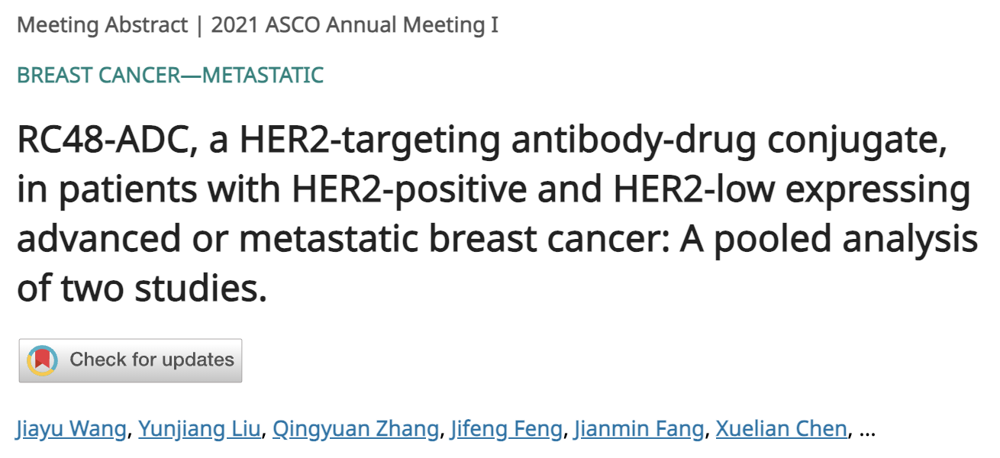 Meeting Abstract | 2021 ASCO Annual Meeting I
BREAST CANCER—METASTATIC
RC48-ADC, a HER2-targeting antibody-drug conjugate,
in patients with HER2-positive and HER2-low expressing
advanced or metastatic breast cancer: A pooled analysis
of two studies.
Check for updates
Jiayu Wang, Yunjiang Liu, Qingyuan Zhang, Jifeng Feng, Jianmin Fang, Xuelian Chen, ...